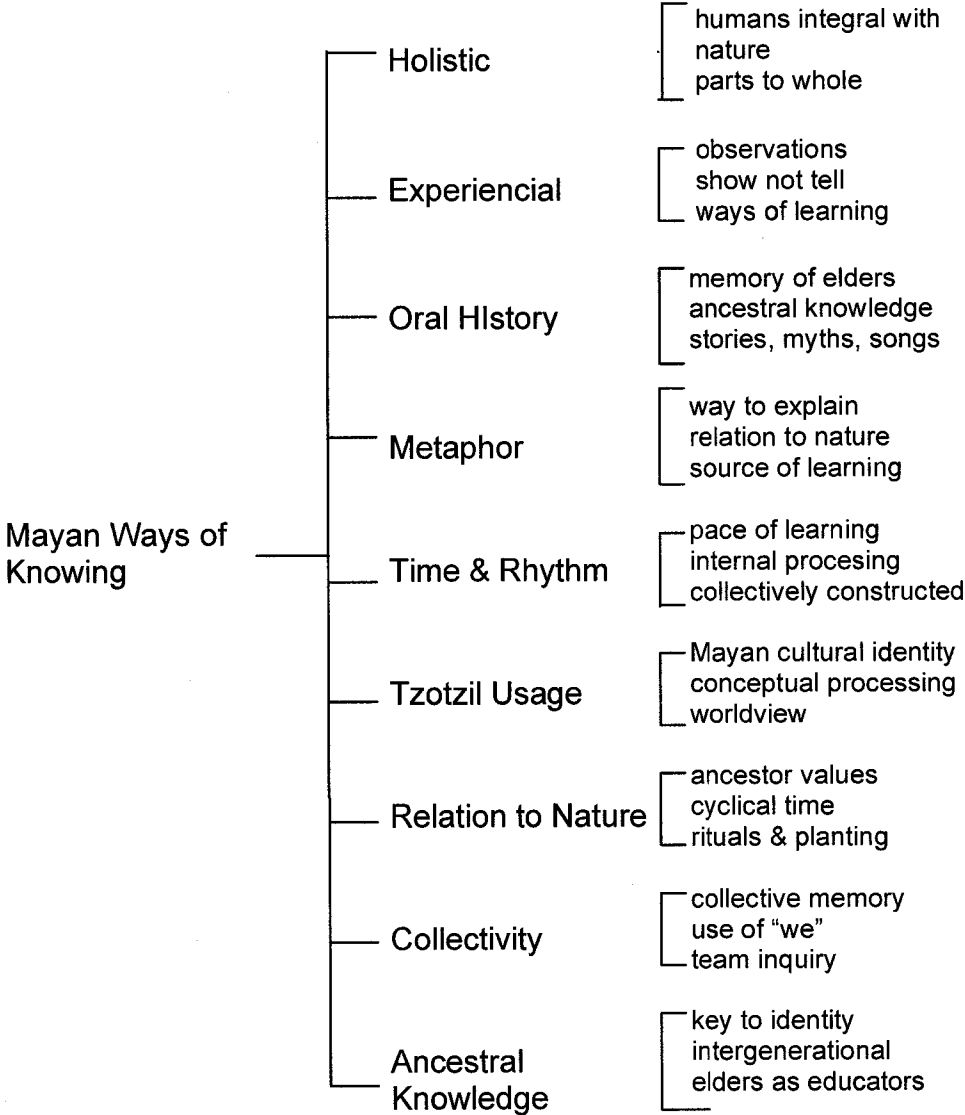 Mayan Ways of
Knowing
Holistic
humans integral with
nature
parts to whole
Experiencial
observations
show not tell
ways of learning
Oral HIstory
memory of elders
ancestral knowledge
stories, myths, songs
Metaphor
way to explain
relation to nature
source of learning
Time & Rhythm
pace of learning
internal procesing
collectively constructed
Tzotzil Usage
Mayan cultural identity
conceptual processing
worldview
Relation to Nature
ancestor values
cyclical time
rituals & planting
Collectivity
collective memory
use of “we”
team inquiry
Ancestral
Knowledge
key to identity
intergenerational
elders as educators